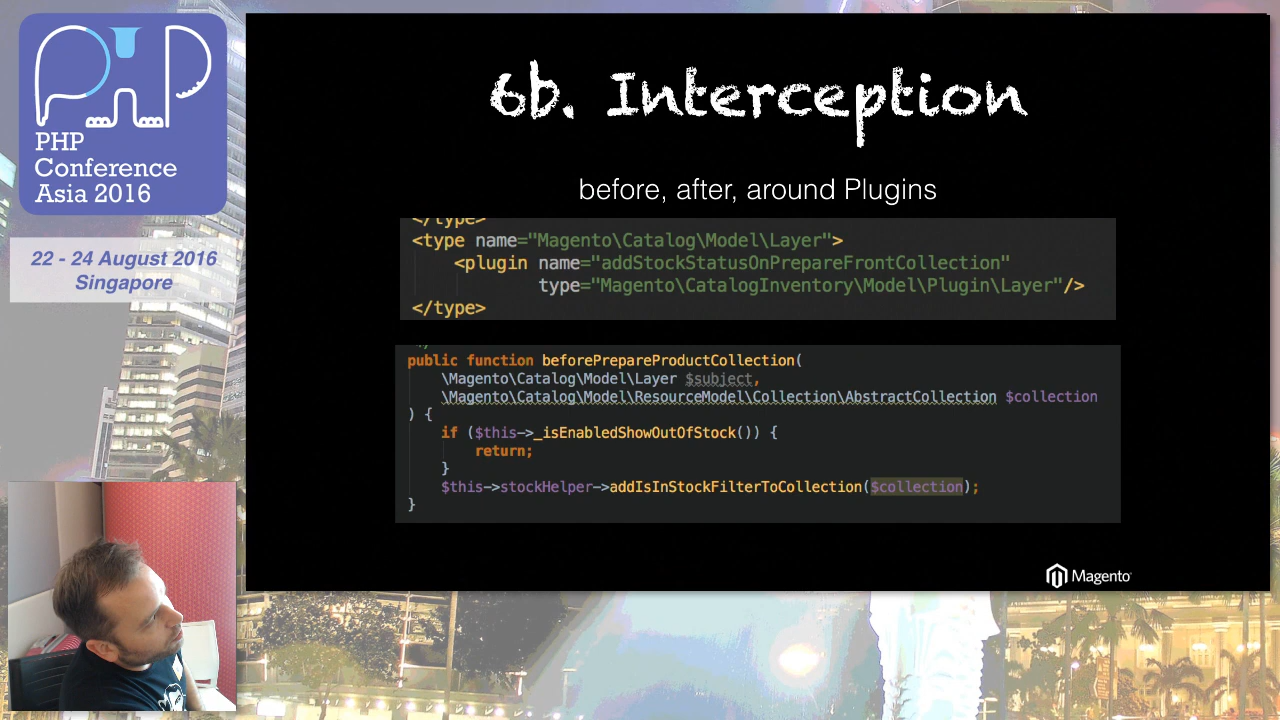 PHP
Conference
Asia 2016
22 - 24 August 2016
Singapore
6b. Interception
before, after, around Plugins
</type>
<type name="Magento\Catalog\Model\Layer">
<plugin name="addStockStatusOnPrepareFrontCollection"
type="Magento\CatalogInventory\Model\Plugin\Layer"/>
</type>
*/
public function beforePrepareProductCollection(
\Magento\Catalog\Model\Layer $subject,
\Magento\Catalog\Model\ResourceModel\Collection\AbstractCollection $collection
) {
if ($this->_isEnabledShowOutOfStock()) {
return;
}
$this->stockHelper->addIsInStockFilterToCollection($collection);
}
Magento